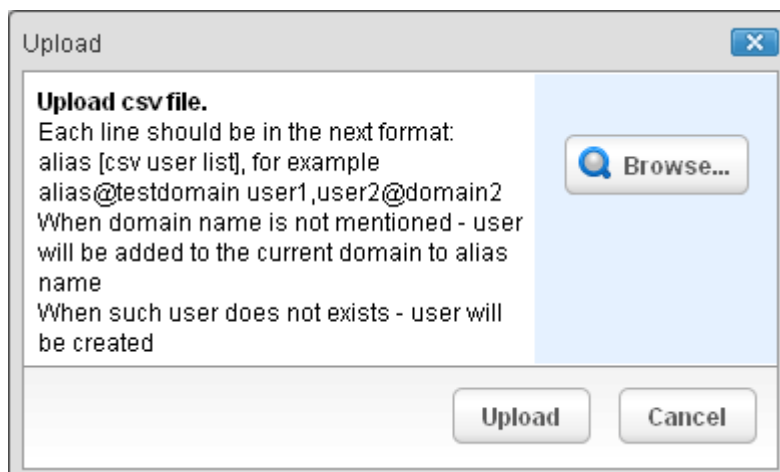 Upload
Upload csv file.
Each line should be in the next format:
alias [csv user list], for example
alias@testdomain user1,user2@domain2
When domain name is not mentioned - user
will be added to the current domain to alias
name
When such user does not exists - user will
be created
Browse...
Upload
Cancel